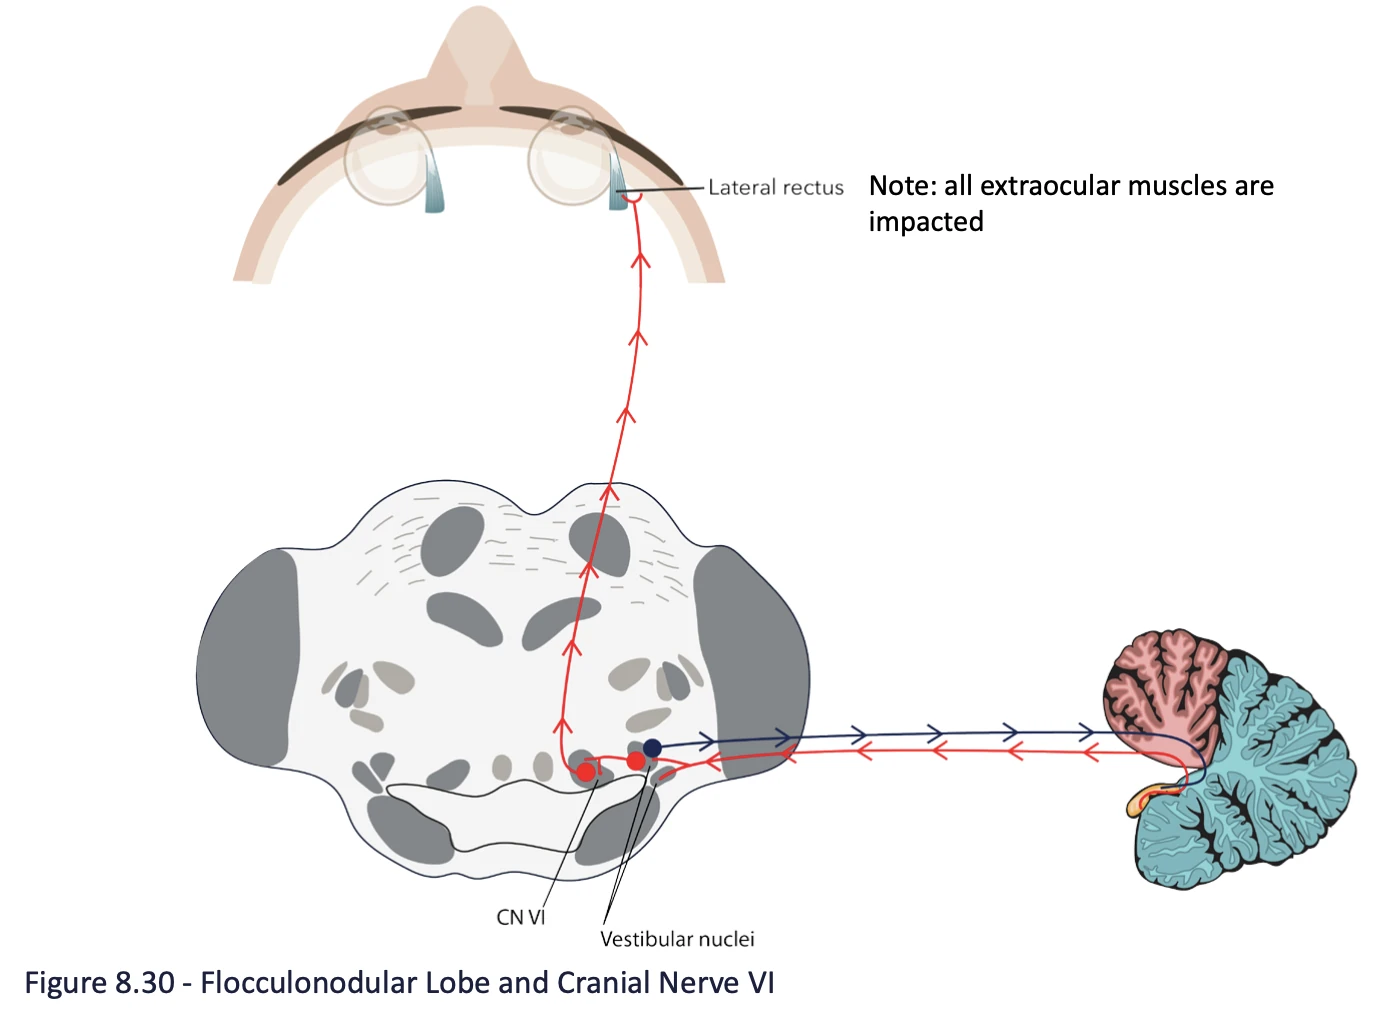 Lateral rectus
Note: all extraocular muscles are
impacted
CN VI
Vestibular nuclei
Figure 8.30 - Flocculonodular Lobe and Cranial Nerve VI